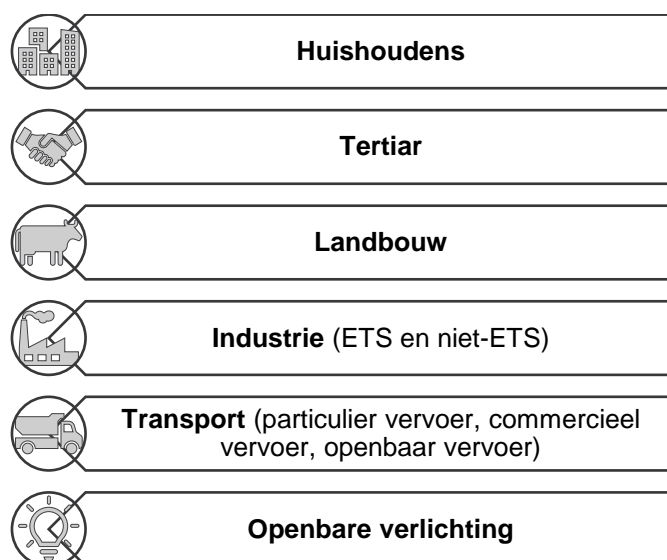 Huishoudens
Tertiar
Landbouw
Industrie (ETS en niet-ETS)
Transport (particulier vervoer, commercieel
vervoer, openbaar vervoer)
Openbare verlichting